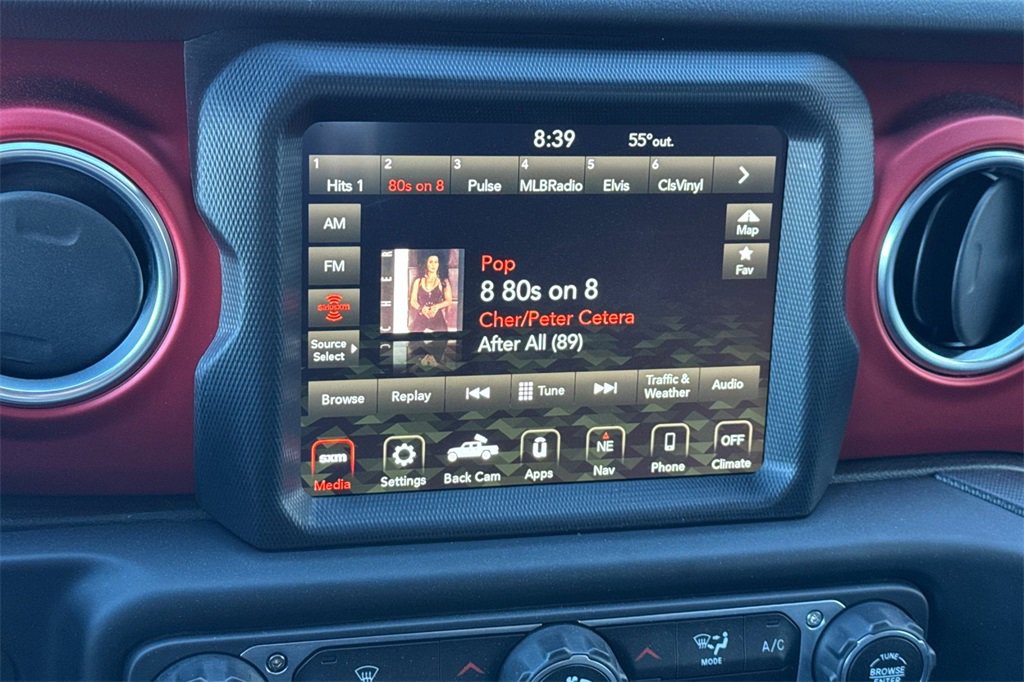 8:39 55°out.
1 Hits 1 2 80s on 8 3 Pulse 4 MLBRadio 5 Elvis 6 ClsVinyl
AM
FM
siriusxm
Source
Select
Map
Fav
Pop
8 80s on 8
Cher/Peter Cetera
After All (89)
Browse Replay Tune Traffic &
Weather Audio
sxm NE OFF
Media Settings Back Cam Apps Nav Phone Climate
MODE A/C
TUNE
BROWSE
ENTER